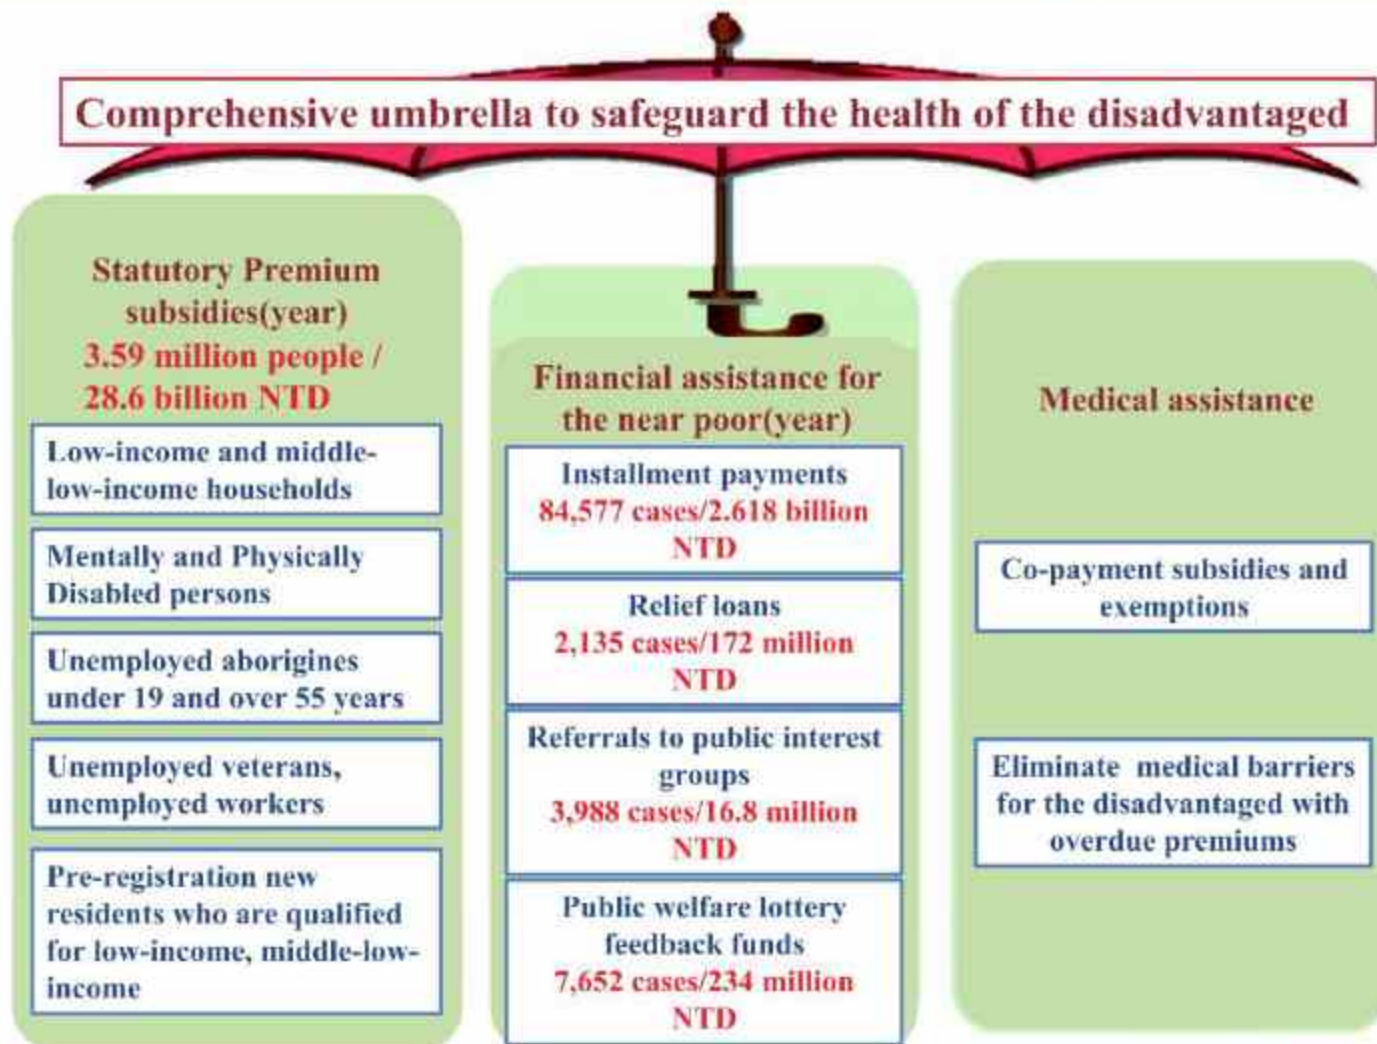 Comprehensive umbrella to safeguard the health of the disadvantaged
Statutory Premium
subsidies(year)
3.59 million people /
28.6 billion NTD
Low-income and middle-
low-income households
Mentally and Physically
Disabled persons
Unemployed aborigines
under 19 and over 55 years
Unemployed veterans,
unemployed workers
Pre-registration new
residents who are qualified
for low-income, middle-low-
income
Financial assistance for
the near poor(year)
Installment payments
84,577 cases/2.618 billion
NTD
Relief loans
2,135 cases/172 million
NTD
Referrals to public interest
groups
3,988 cases/16.8 million
NTD
Public welfare lottery
feedback funds
7,652 cases/234 million
NTD
Medical assistance
Co-payment subsidies and
exemptions
Eliminate medical barriers
for the disadvantaged with
overdue premiums